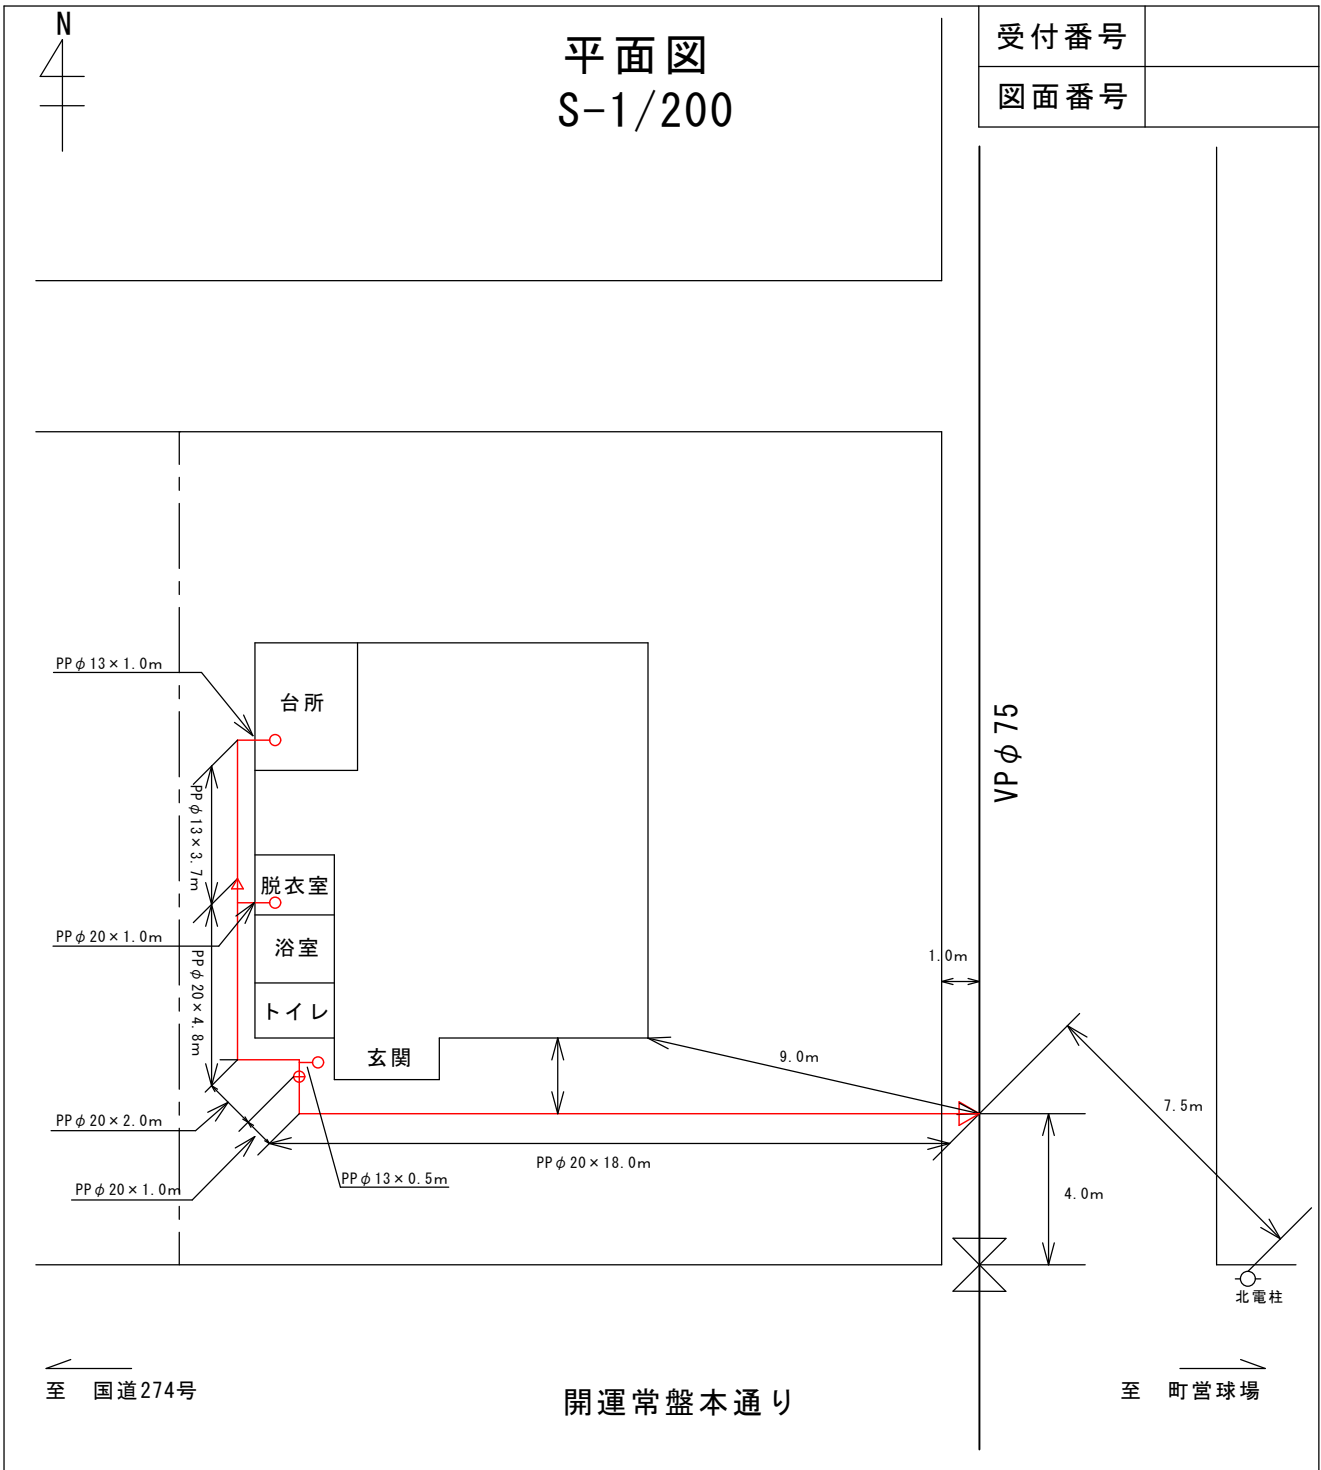 N
平面図
S-1/200
受付番号
図面番号
PPφ13×1.0m
台所
VPφ75
PPφ13×3.7m
脱衣室
PPφ20×1.0m
浴室
PPφ20×4.8m
トイレ
1.0m
玄関
9.0m
7.5m
PPφ20×2.0m
PPφ20×18.0m
PPφ13×0.5m
PPφ20×1.0m
4.0m
北電柱
至 国道274号
開運常盤本通り
至 町営球場